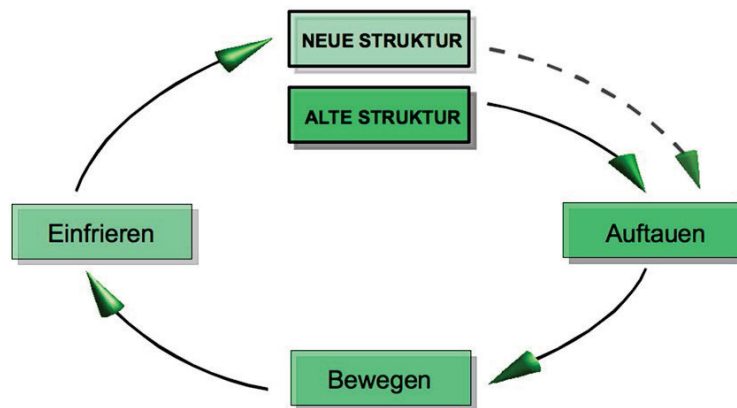 NEUE STRUKTUR
ALTE STRUKTUR
Einfrieren
Auftauen
Bewegen